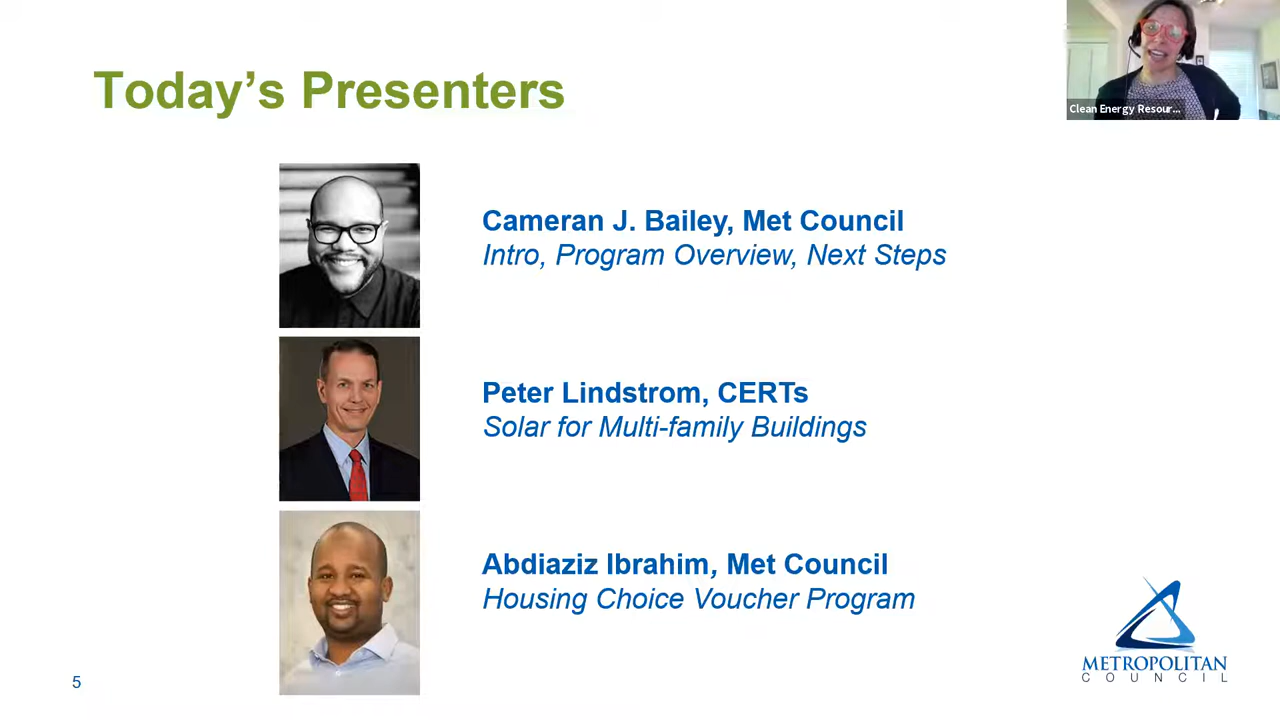 Today's Presenters
Clean Energy Resour...
Cameran J. Bailey, Met Council
Intro, Program Overview, Next Steps
Peter Lindstrom, CERTs
Solar for Multi-family Buildings
Abdiaziz Ibrahim, Met Council
Housing Choice Voucher Program
METROPOLITAN
COUNCIL
5